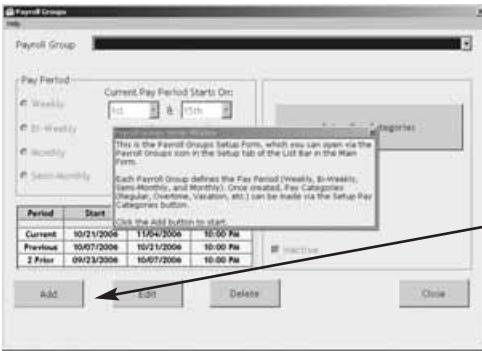 Payroll Groups
Help
Payroll Group
Pay Period
Current Pay Period Starts On:
Weekly
1st & 15th
Bi-Weekly
Categories
Monthly
Semi-Monthly
Payroll Groups Setup Window
This is the Payroll Groups Setup Form, which you can open via the
Payroll Groups icon in the Setup tab of the List Bar in the Main
Form.
Each Payroll Group defines the Pay Period (Weekly, Bi-Weekly,
Semi-Monthly, and Monthly). Once created, Pay Categories
(Regular, Overtime, Vacation, etc.) can be made via the Setup Pay
Categories button.
Click the Add button to start.
Period Start
Current 10/21/2006 11/04/2006 10:00 PM
Previous 10/07/2006 10/21/2006 10:00 PM
2 Prior 09/23/2006 10/07/2006 10:00 PM
Inactive
Add Edit Delete Close